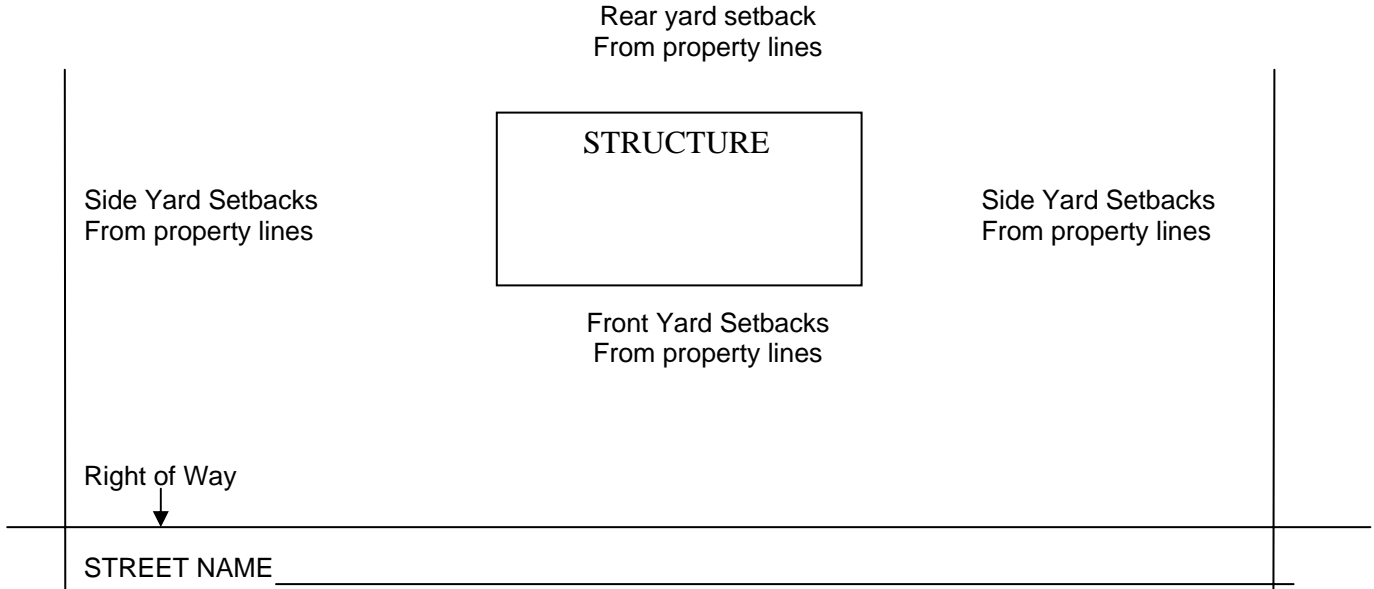 Rear yard setback
From property lines
STRUCTURE
Side Yard Setbacks
From property lines
Side Yard Setbacks
From property lines
Front Yard Setbacks
From property lines
Right of Way
STREET NAME